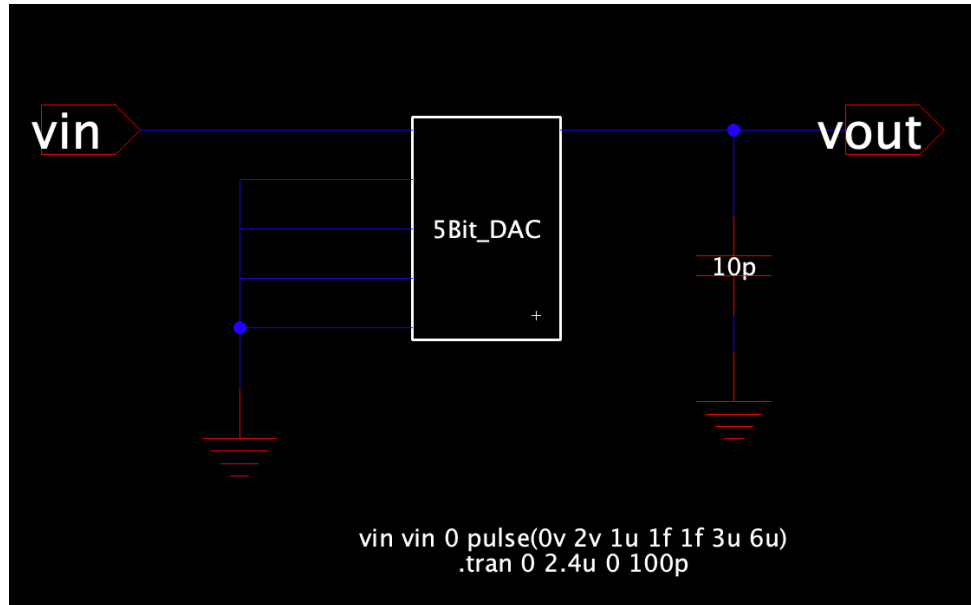 vin
vout
5Bit_DAC
10p
vin vin 0 pulse(0v 2v 1u 1f 1f 3u 6u)
.tran 0 2.4u 0 100p